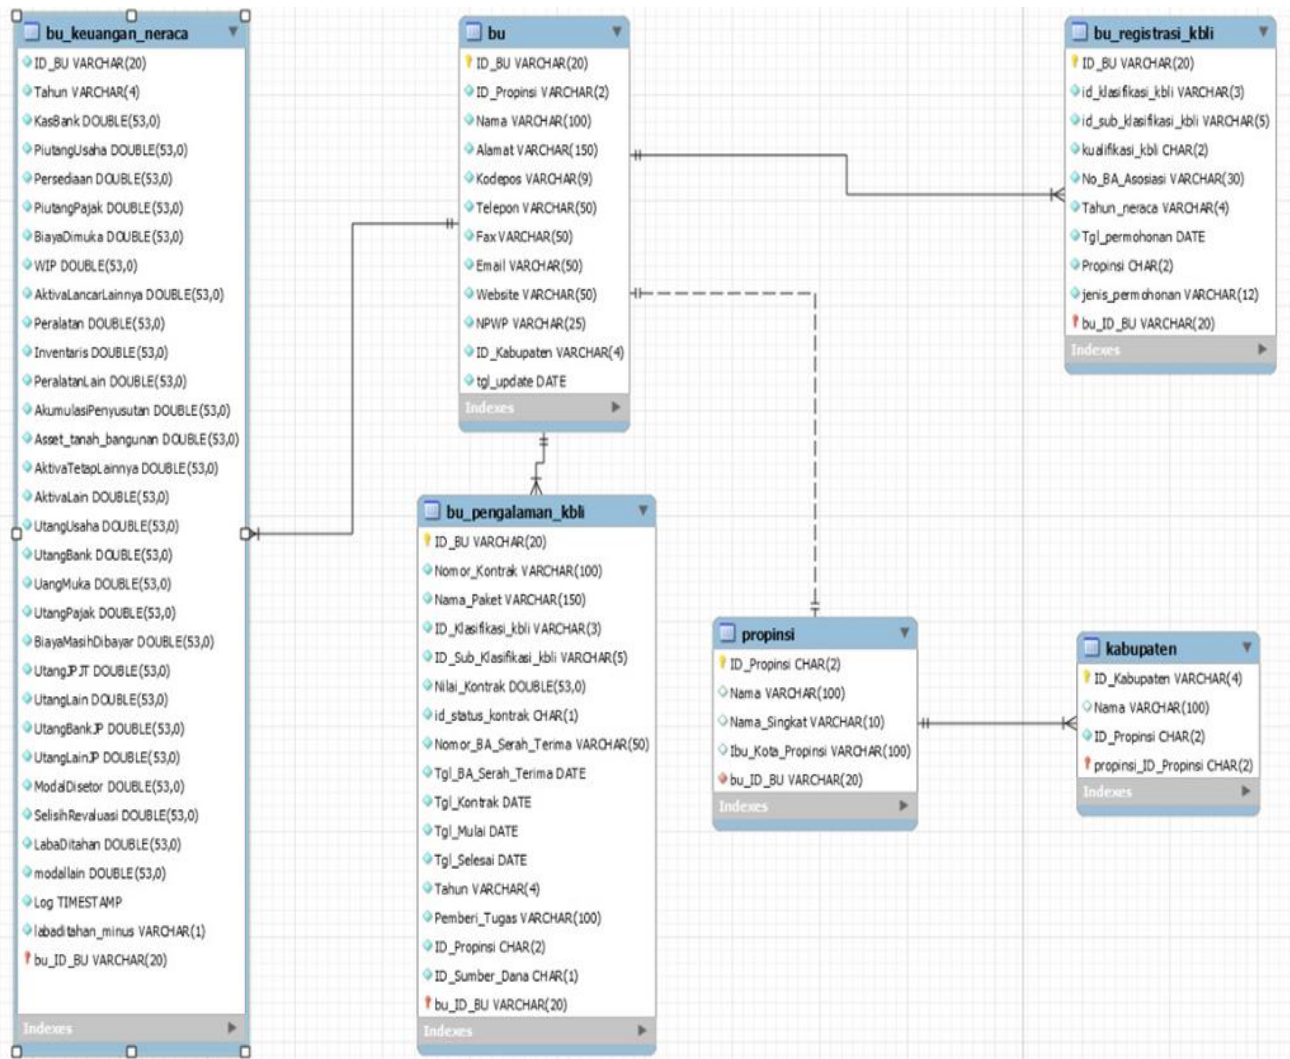 bu_keuangan_neraca
ID_BU VARCHAR(20)
Tahun VARCHAR(4)
KasBank DOUBLE(53,0)
PiutangUsaha DOUBLE(53,0)
Persediaan DOUBLE(53,0)
PiutangPajak DOUBLE(53,0)
BiayaDimuka DOUBLE(53,0)
WIP DOUBLE(53,0)
AktivaLancarLainnya DOUBLE(53,0)
Peralatan DOUBLE(53,0)
Inventaris DOUBLE(53,0)
PeralatanLain DOUBLE(53,0)
AkumulasiPenyusutan DOUBLE(53,0)
Asset_tanah_bangunan DOUBLE(53,0)
AktivaTetapLainnya DOUBLE(53,0)
AktivaLain DOUBLE(53,0)
UtangUsaha DOUBLE(53,0)
UtangBank DOUBLE(53,0)
UangMuka DOUBLE(53,0)
UtangPajak DOUBLE(53,0)
BiayaMasihDibayar DOUBLE(53,0)
UtangJPJT DOUBLE(53,0)
UtangLain DOUBLE(53,0)
UtangBankJP DOUBLE(53,0)
UtangLainJP DOUBLE(53,0)
ModalDisetor DOUBLE(53,0)
SelisihRevaluasi DOUBLE(53,0)
LabaDitahan DOUBLE(53,0)
modallain DOUBLE(53,0)
Log TIMESTAMP
labaditahan_minus VARCHAR(1)
bu_ID_BU VARCHAR(20)
Indexes
bu
ID_BU VARCHAR(20)
ID_Propinsi VARCHAR(2)
Nama VARCHAR(100)
Alamat VARCHAR(150)
Kodepos VARCHAR(9)
Telepon VARCHAR(50)
Fax VARCHAR(50)
Email VARCHAR(50)
Website VARCHAR(50)
NPWP VARCHAR(25)
ID_Kabupaten VARCHAR(4)
tgl_update DATE
Indexes
bu_pengalaman_kbli
ID_BU VARCHAR(20)
Nomor_Kontrak VARCHAR(100)
Nama_Paket VARCHAR(150)
ID_Klasifikasi_kbli VARCHAR(3)
ID_Sub_Klasifikasi_kbli VARCHAR(5)
Nilai_Kontrak DOUBLE(53,0)
id_status_kontrak CHAR(1)
Nomor_BA_Serah_Terima VARCHAR(50)
Tgl_BA_Serah_Terima DATE
Tgl_Kontrak DATE
Tgl_Mulai DATE
Tgl_Selesai DATE
Tahun VARCHAR(4)
Pemberi_Tugas VARCHAR(100)
ID_Propinsi CHAR(2)
ID_Sumber_Dana CHAR(1)
bu_ID_BU VARCHAR(20)
Indexes
bu_registrasi_kbli
ID_BU VARCHAR(20)
id_klasifikasi_kbli VARCHAR(3)
id_sub_klasifikasi_kbli VARCHAR(5)
kualifikasi_kbli CHAR(2)
No_BA_Asosiasi VARCHAR(30)
Tahun_neraca VARCHAR(4)
Tgl_permohonan DATE
Propinsi CHAR(2)
jenis_permohonan VARCHAR(12)
bu_ID_BU VARCHAR(20)
Indexes
propinsi
ID_Propinsi CHAR(2)
Nama VARCHAR(100)
Nama_Singkat VARCHAR(10)
Ibu_Kota_Propinsi VARCHAR(100)
bu_ID_BU VARCHAR(20)
Indexes
kabupaten
ID_Kabupaten VARCHAR(4)
Nama VARCHAR(100)
ID_Propinsi CHAR(2)
propinsi_ID_Propinsi CHAR(2)
Indexes